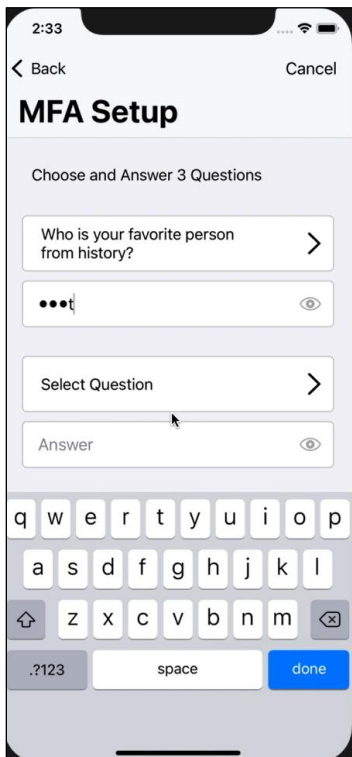 2:33
Back
Cancel
MFA Setup
Choose and Answer 3 Questions
Who is your favorite person
from history?
•••t
Select Question
Answer
q w e r t y u i o p
a s d f g h j k l
z x c v b n m
.?123 space done